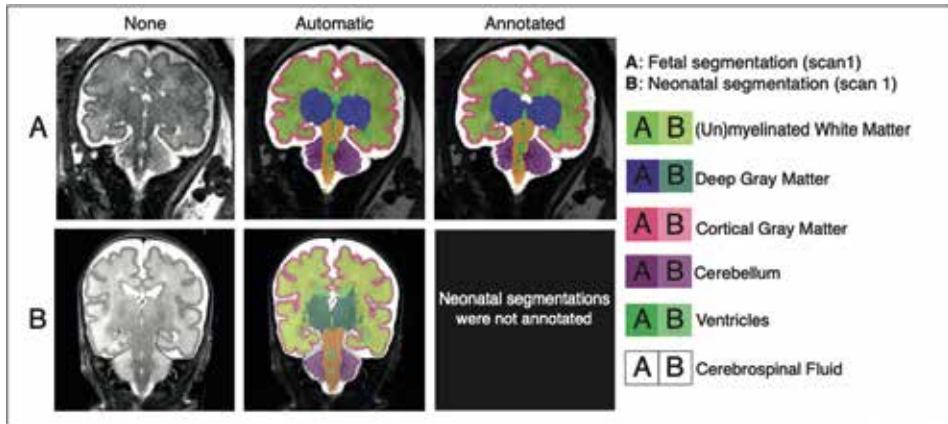 None
Automatic
Annotated
A: Fetal segmentation (scan1)
B: Neonatal segmentation (scan 1)
A
A B (Un)myelinated White Matter
A B Deep Gray Matter
A B Cortical Gray Matter
B
Neonatal segmentations
were not annotated
A B Cerebellum
A B Ventricles
A B Cerebrospinal Fluid